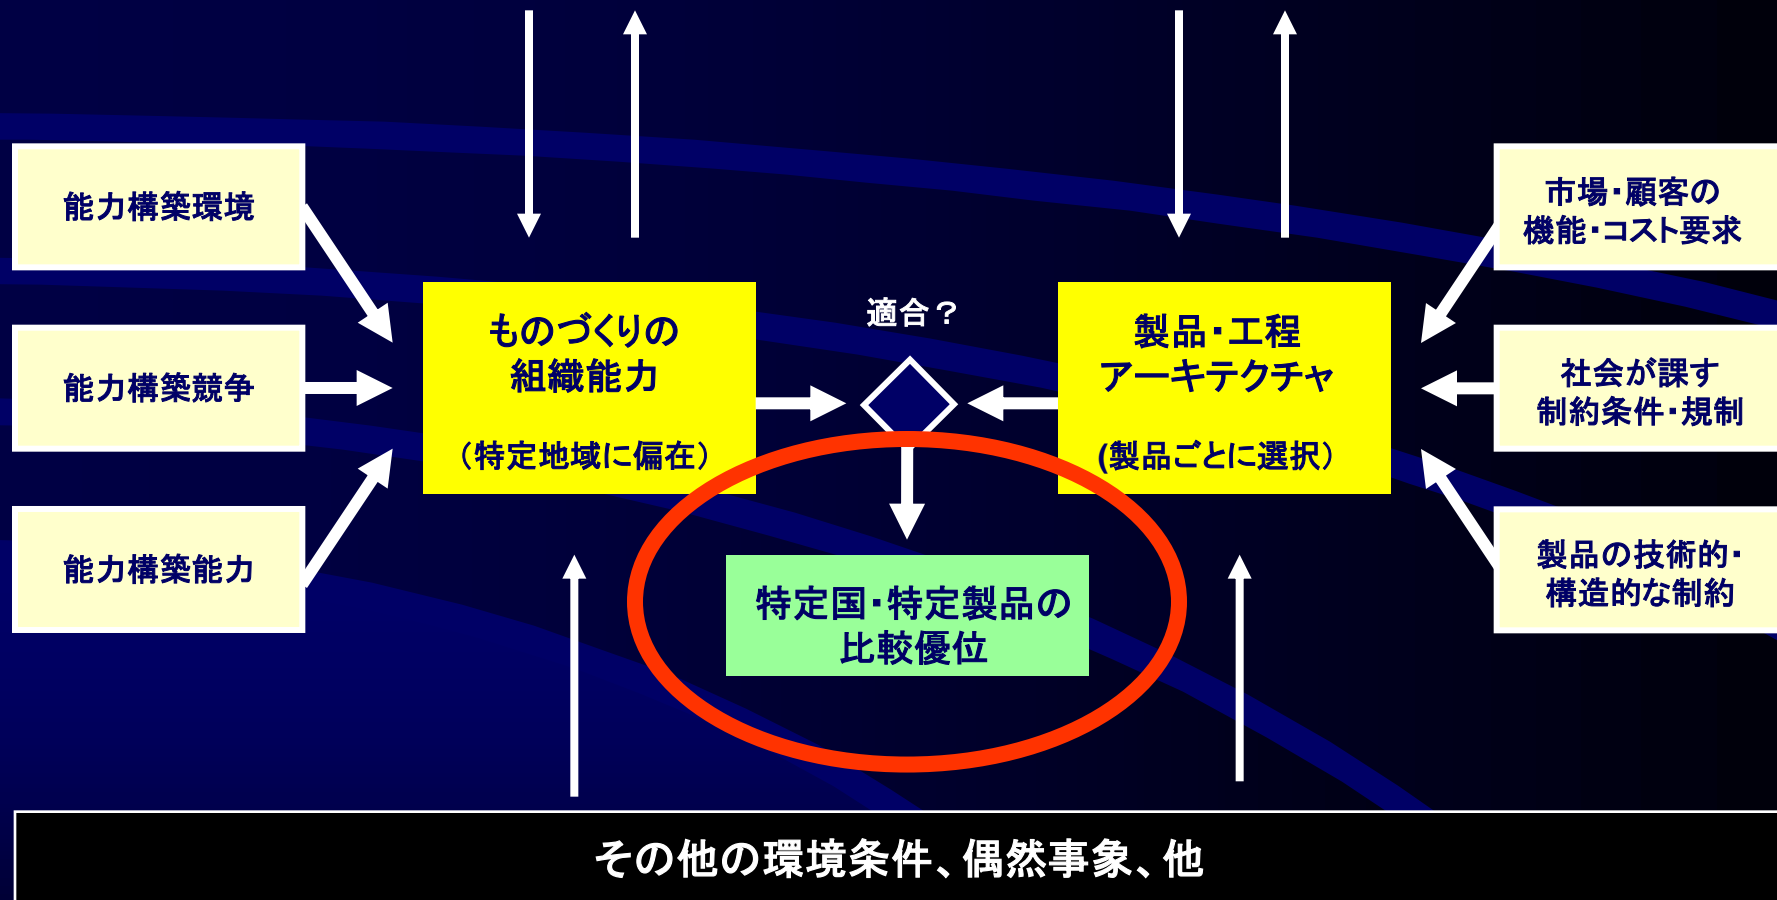 能力構築環境
市場・顧客の
機能・コスト要求
適合？
ものづくりの
組織能力
（特定地域に偏在）
製品・工程
アーキテクチャ
(製品ごとに選択）
能力構築競争
社会が課す
制約条件・規制
能力構築能力
製品の技術的・
構造的な制約
特定国・特定製品の
比較優位
その他の環境条件、偶然事象、他